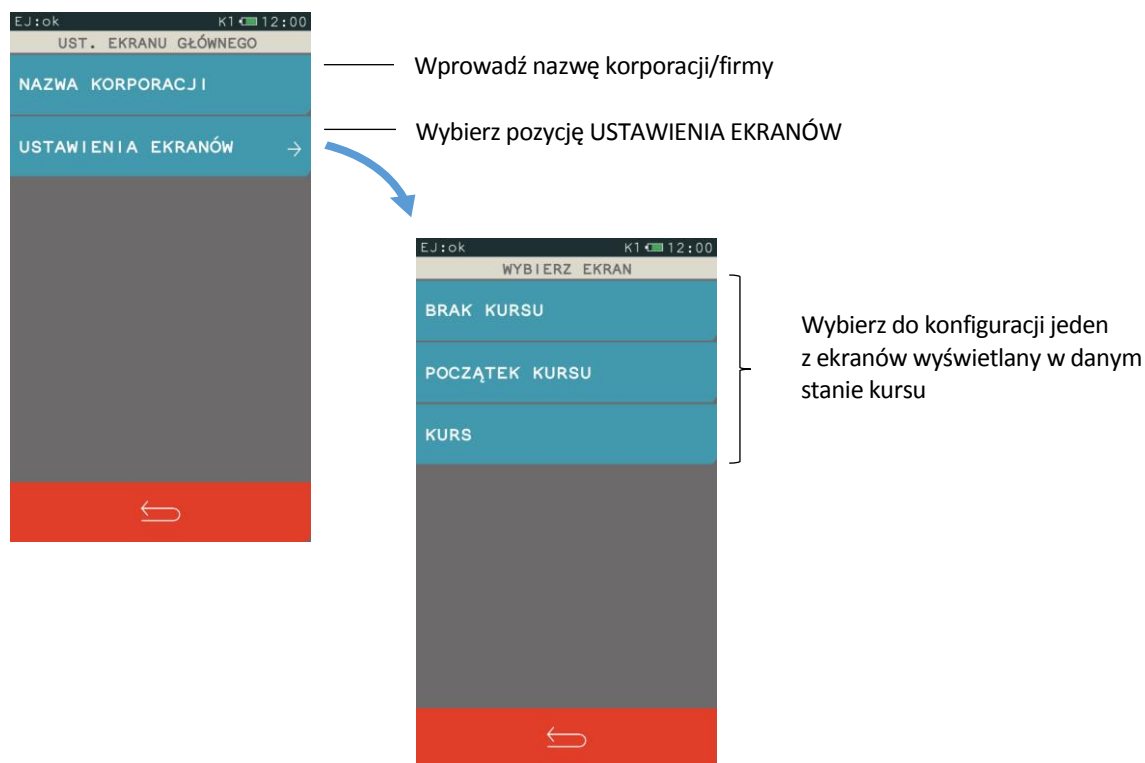 EJ:ok K1 12:00
UST. EKRANU GŁÓWNEGO
NAZWA KORPORACJI
USTAWIENIA EKRANÓW →
Wprowadź nazwę korporacji/firmy
Wybierz pozycję USTAWIENIA EKRANÓW
EJ:ok K1 12:00
WYBIERZ EKRAN
BRAK KURSU
POCZĄTEK KURSU
KURS
Wybierz do konfiguracji jeden
z ekranów wyświetlany w danym
stanie kursu